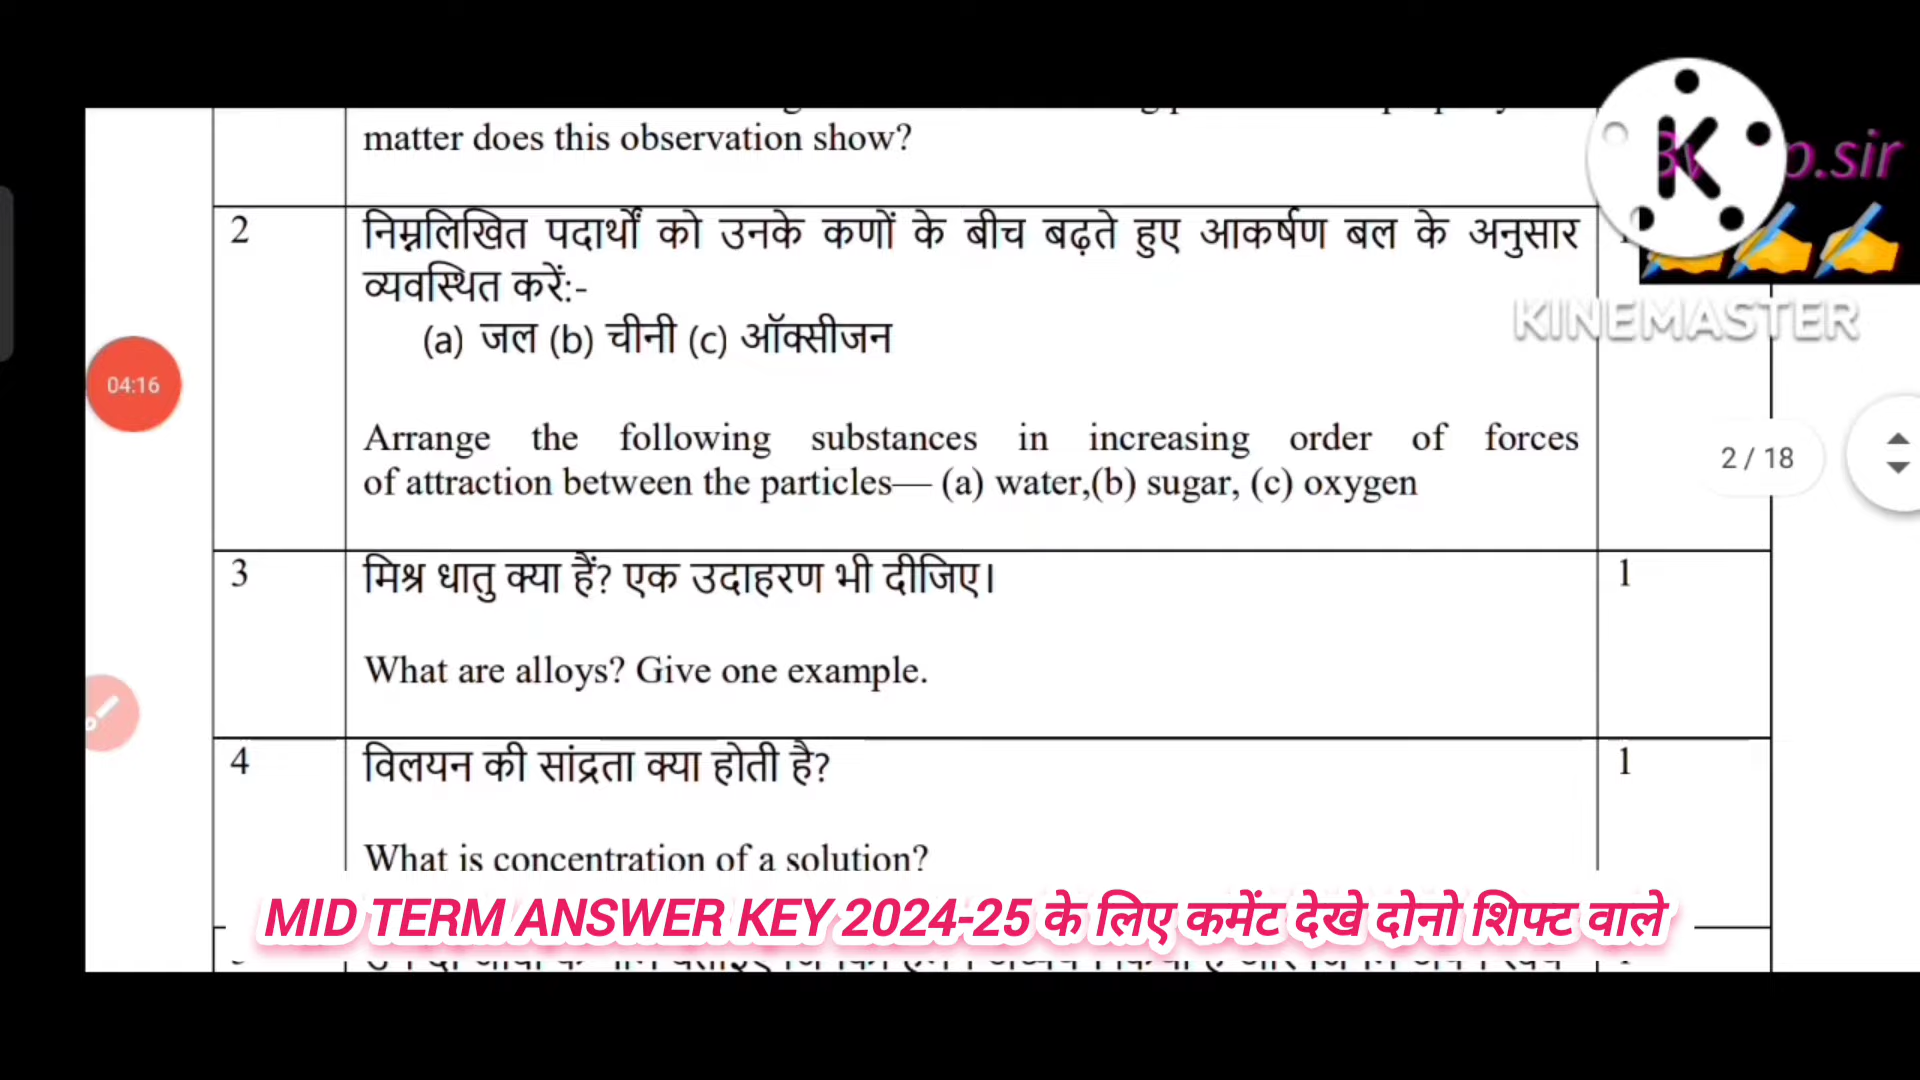 matter does this observation show?
2
निम्नलिखित पदार्थों को उनके कणों के बीच बढ़ते हुए आकर्षण बल के अनुसार
व्यवस्थित करें:-
(a) जल (b) चीनी (c) ऑक्सीजन
Arrange the following substances in increasing order of forces
of attraction between the particles— (a) water,(b) sugar, (c) oxygen
3
मिश्र धातु क्या हैं? एक उदाहरण भी दीजिए।
1
What are alloys? Give one example.
4
विलयन की सांद्रता क्या होती है?
1
What is concentration of a solution?
MID TERM ANSWER KEY 2024-25 के लिए कमेंट देखे दोनो शिफ्ट वाले
04:16
2 / 18
K
.sir
KINEMASTER